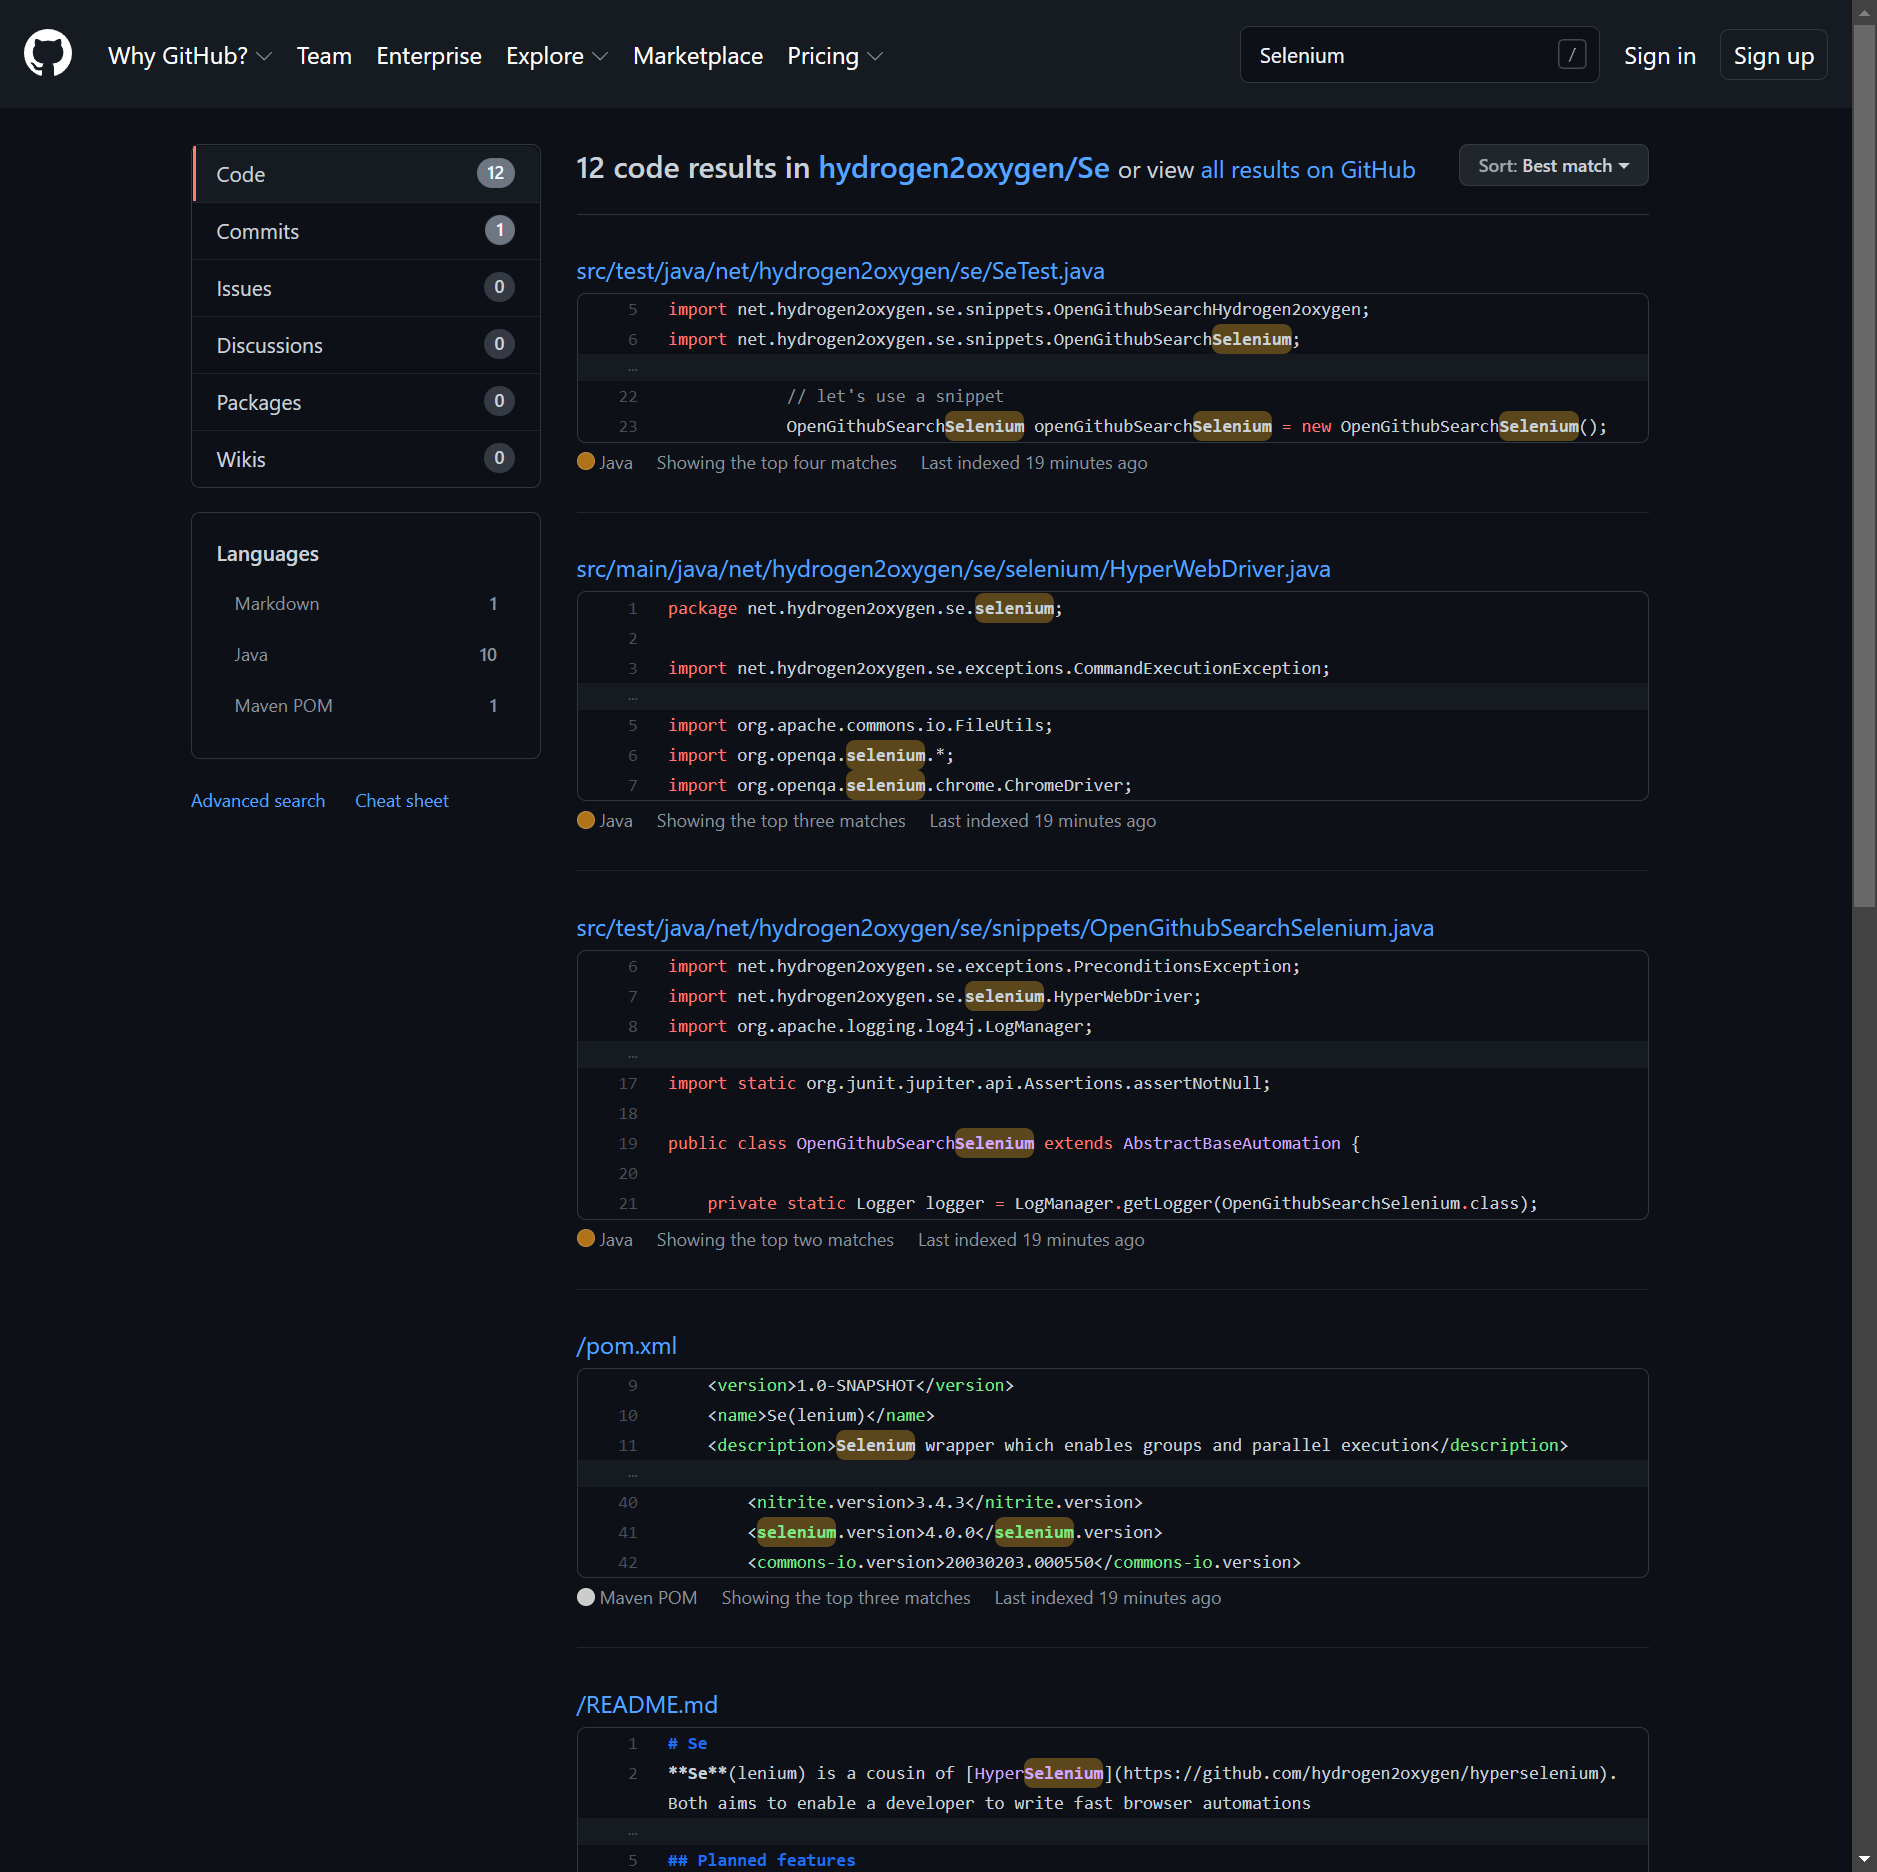 Why GitHub? Team Enterprise Explore Marketplace Pricing Selenium / Sign in Sign up
Code 12
Commits 1
Issues 0
Discussions 0
Packages 0
Wikis 0
Languages
Markdown 1
Java 10
Maven POM 1
Advanced search Cheat sheet
12 code results in hydrogen2oxygen/Se or view all results on GitHub
Sort: Best match
src/test/java/net/hydrogen2oxygen/se/SeTest.java
5 import net.hydrogen2oxygen.se.snippets.OpenGithubSearchHydrogen2oxygen;
6 import net.hydrogen2oxygen.se.snippets.OpenGithubSearchSelenium;
…
22 // let's use a snippet
23 OpenGithubSearchSelenium openGithubSearchSelenium = new OpenGithubSearchSelenium();
Java Showing the top four matches Last indexed 19 minutes ago
src/main/java/net/hydrogen2oxygen/se/selenium/HyperWebDriver.java
1 package net.hydrogen2oxygen.se.selenium;
2
3 import net.hydrogen2oxygen.se.exceptions.CommandExecutionException;
…
5 import org.apache.commons.io.FileUtils;
6 import org.openqa.selenium.*;
7 import org.openqa.selenium.chrome.ChromeDriver;
Java Showing the top three matches Last indexed 19 minutes ago
src/test/java/net/hydrogen2oxygen/se/snippets/OpenGithubSearchSelenium.java
6 import net.hydrogen2oxygen.se.exceptions.PreconditionsException;
7 import net.hydrogen2oxygen.se.selenium.HyperWebDriver;
8 import org.apache.logging.log4j.LogManager;
…
17 import static org.junit.jupiter.api.Assertions.assertNotNull;
18
19 public class OpenGithubSearchSelenium extends AbstractBaseAutomation {
20
21 private static Logger logger = LogManager.getLogger(OpenGithubSearchSelenium.class);
Java Showing the top two matches Last indexed 19 minutes ago
/pom.xml
9 <version>1.0-SNAPSHOT</version>
10 <name>Se(lenium)</name>
11 <description>Selenium wrapper which enables groups and parallel execution</description>
…
40 <nitrite.version>3.4.3</nitrite.version>
41 <selenium.version>4.0.0</selenium.version>
42 <commons-io.version>20030203.000550</commons-io.version>
Maven POM Showing the top three matches Last indexed 19 minutes ago
/README.md
1 # Se
2 **Se**(lenium) is a cousin of [HyperSelenium](https://github.com/hydrogen2oxygen/hyperselenium).
Both aims to enable a developer to write fast browser automations
…
5 ## Planned features